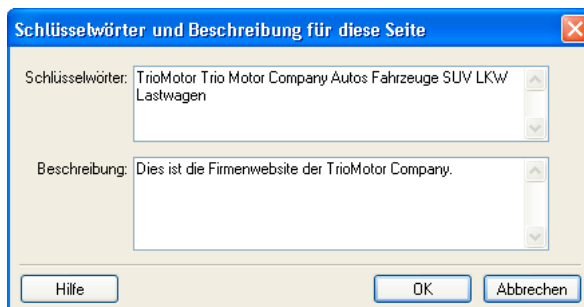 Schlüsselwörter und Beschreibung für diese Seite
Schlüsselwörter: TrioMotor Trio Motor Company Autos Fahrzeuge SUV LKW
Lastwagen
Beschreibung: Dies ist die Firmenwebsite der TrioMotor Company.
Hilfe OK Abbrechen